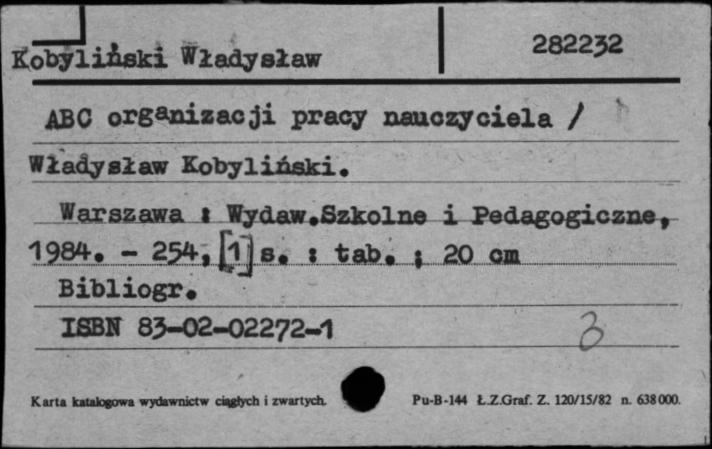 Kobyliński Władysław
282232
ABC organizacji pracy nauczyciela /
Władysław Kobyliński.
Warszawa : Wydaw.Szkolne i Pedagogiczne,
1984. - 254,[1]s. : tab. ; 20 cm
Bibliogr.
ISBN 83-02-02272-1
3
Karta katalogowa wydawnictw ciągłych i zwartych.
Pu-B-144 Ł.Z.Graf. Z. 120/15/82 n. 638000.